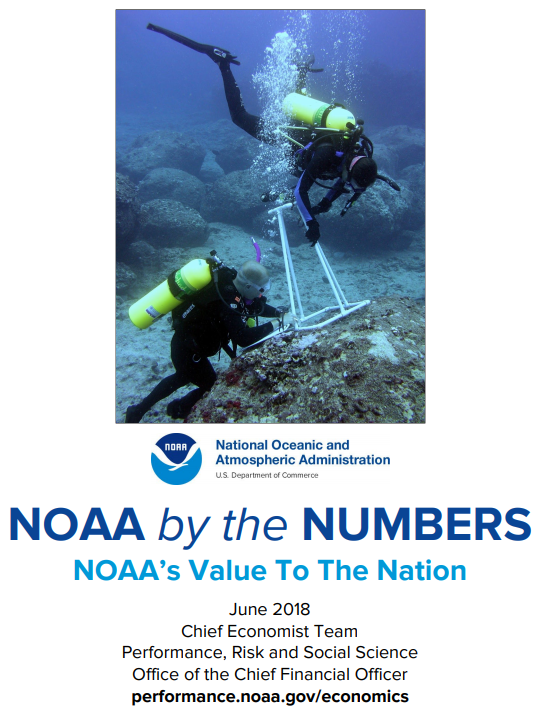 NOAA
National Oceanic and
Atmospheric Administration
U.S. Department of Commerce
NOAA by the NUMBERS
NOAA's Value To The Nation
June 2018
Chief Economist Team
Performance, Risk and Social Science
Office of the Chief Financial Officer
performance.noaa.gov/economics